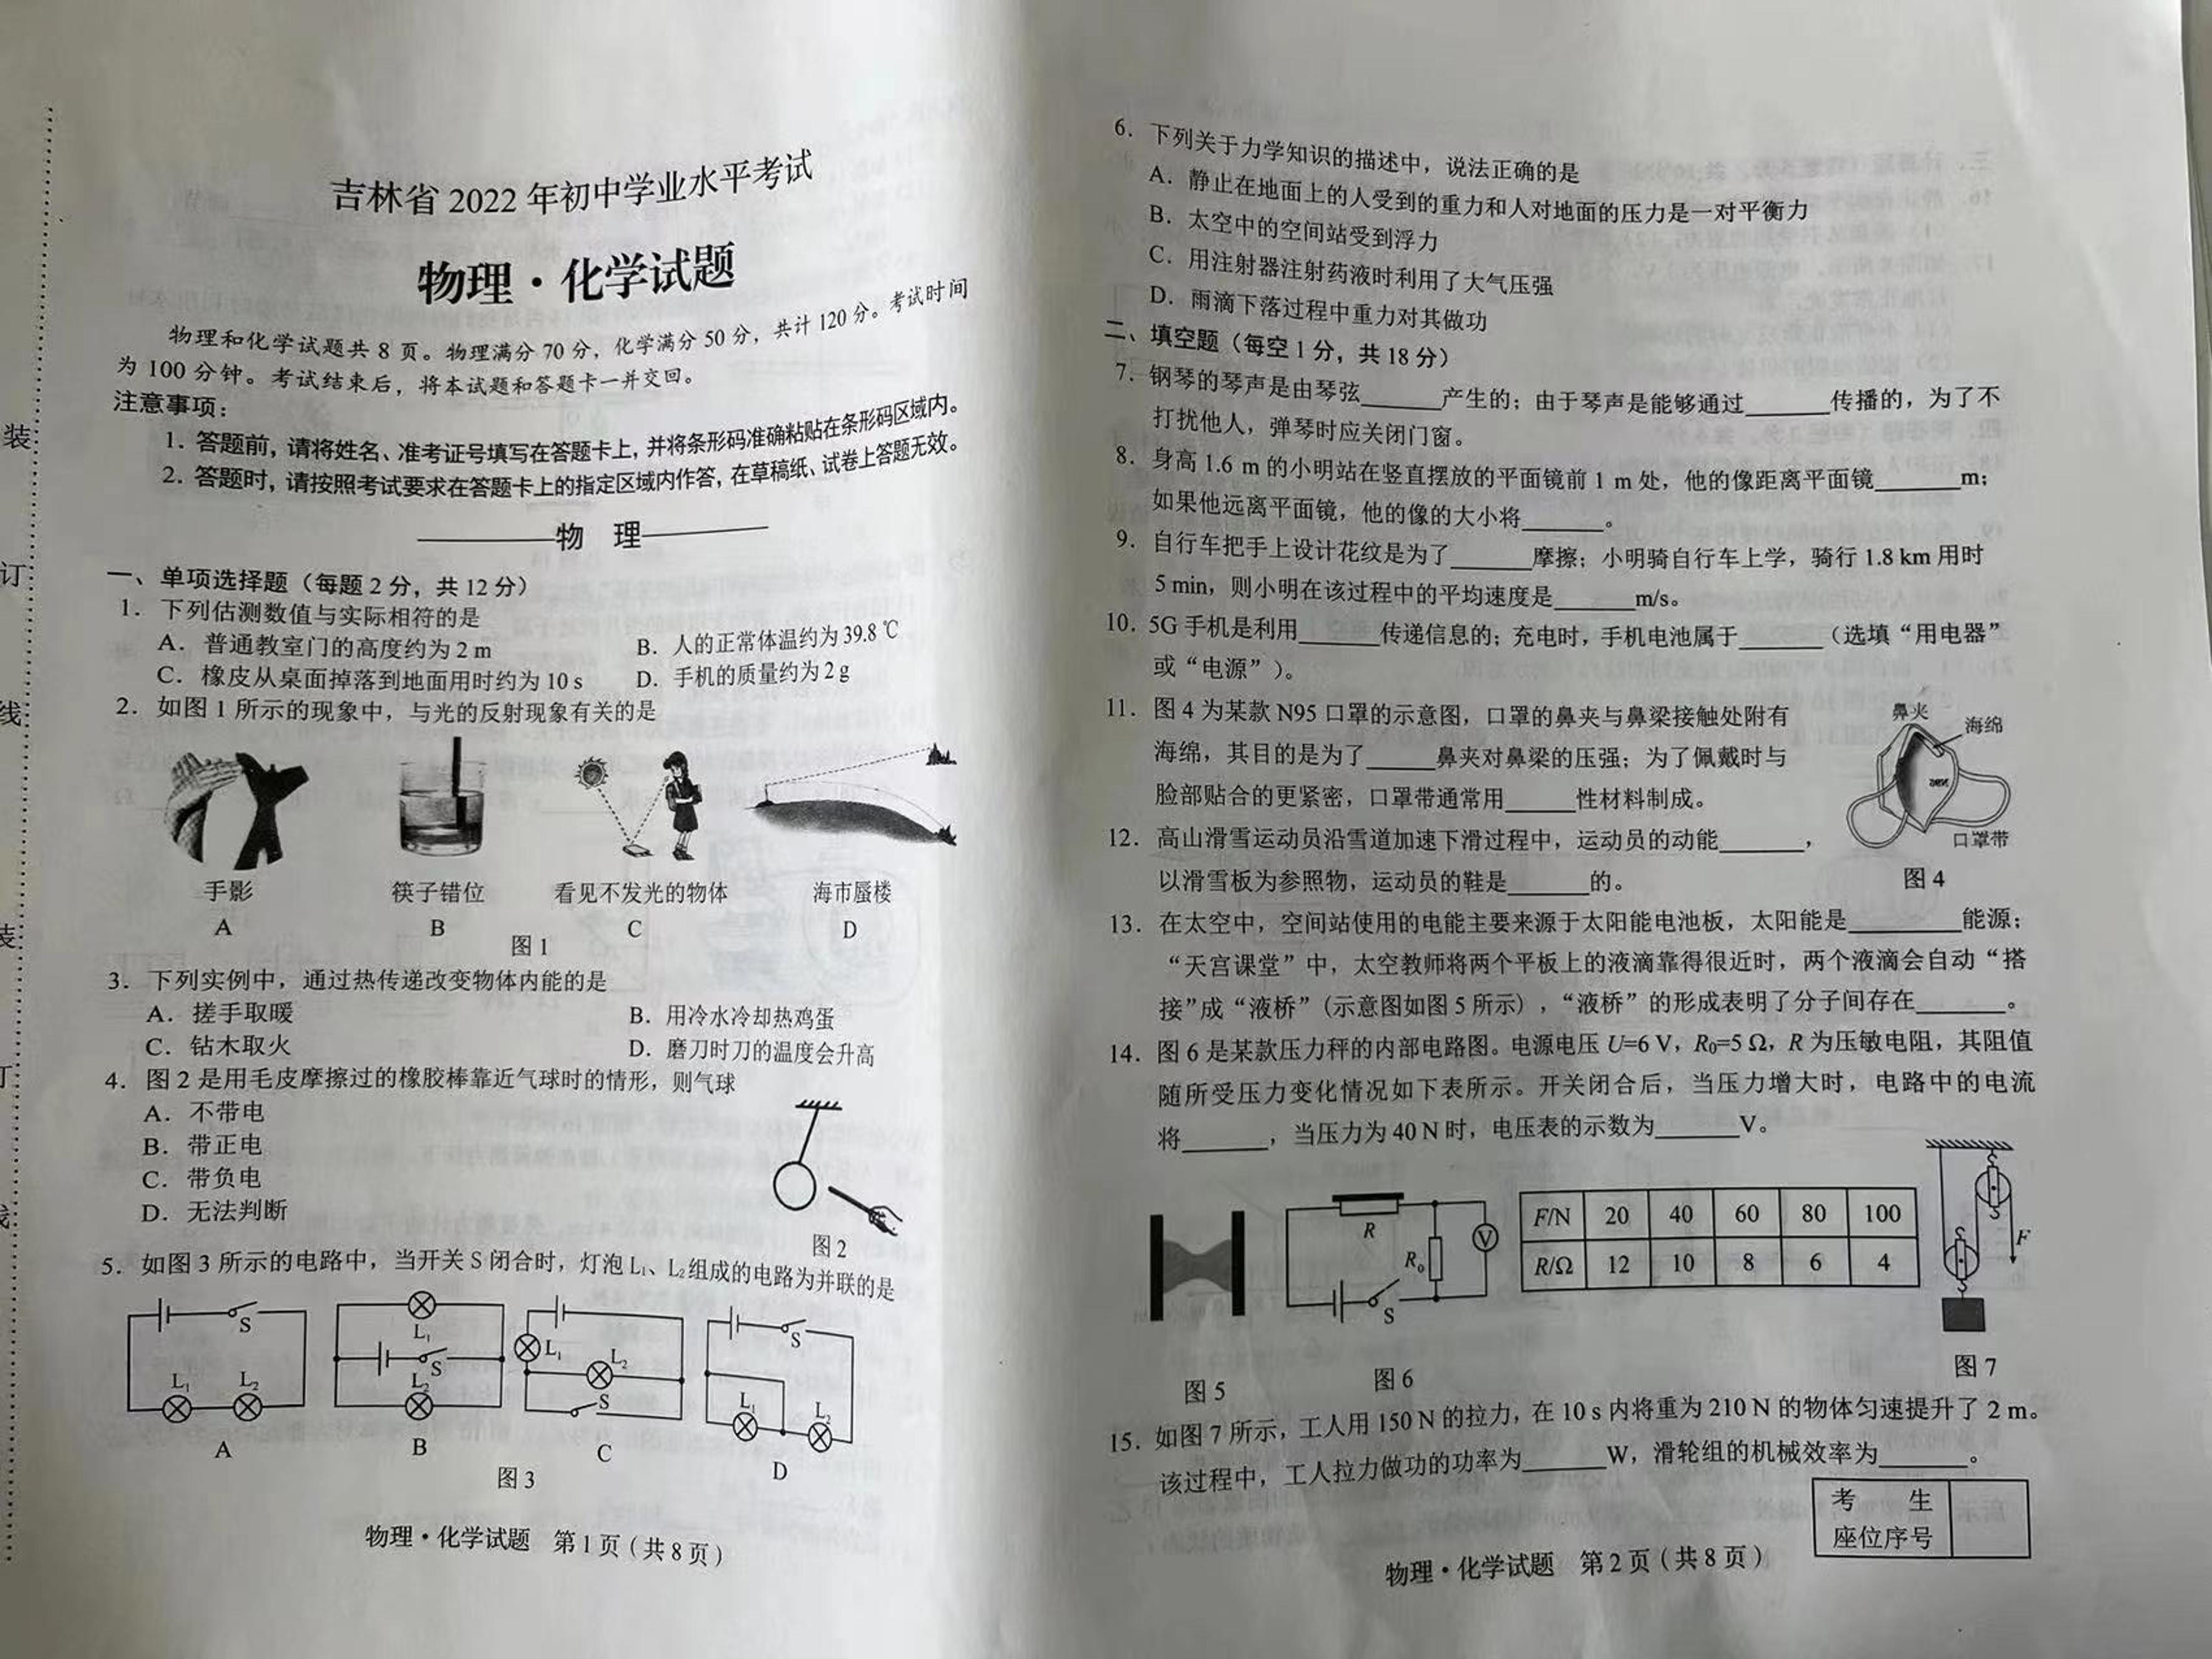 装
订
线
装
订
线
吉林省 2022 年初中学业水平考试
物理·化学试题
物理和化学试题共 8 页。物理满分 70 分，化学满分 50 分，共计 120 分。考试时间
为 100 分钟。考试结束后，将本试题和答题卡一并交回。
注意事项：
1. 答题前，请将姓名、准考证号填写在答题卡上，并将条形码准确粘贴在条形码区域内。
2. 答题时，请按照考试要求在答题卡上的指定区域内作答，在草稿纸、试卷上答题无效。
物 理
一、单项选择题（每题 2 分，共 12 分）
1. 下列估测数值与实际相符的是
A. 普通教室门的高度约为 2 m B. 人的正常体温约为 39.8 ℃
C. 橡皮从桌面掉落到地面用时约为 10 s D. 手机的质量约为 2 g
2. 如图 1 所示的现象中，与光的反射现象有关的是
手影 筷子错位 看见不发光的物体 海市蜃楼
A B C D
图 1
3. 下列实例中，通过热传递改变物体内能的是
A. 搓手取暖 B. 用冷水冷却热鸡蛋
C. 钻木取火 D. 磨刀时刀的温度会升高
4. 图 2 是用毛皮摩擦过的橡胶棒靠近气球时的情形，则气球
A. 不带电
B. 带正电
C. 带负电
D. 无法判断
图 2
5. 如图 3 所示的电路中，当开关 S 闭合时，灯泡 L₁、L₂组成的电路为并联的是
S L₁ L₂
L₁ S L₂
L₁ L₂ S
S L₁ L₂
A B C D
图 3
物理·化学试题 第 1 页（共 8 页）
6. 下列关于力学知识的描述中，说法正确的是
A. 静止在地面上的人受到的重力和人对地面的压力是一对平衡力
B. 太空中的空间站受到浮力
C. 用注射器注射药液时利用了大气压强
D. 雨滴下落过程中重力对其做功
二、填空题（每空 1 分，共 18 分）
7. 钢琴的琴声是由琴弦______产生的；由于琴声是能够通过______传播的，为了不
打扰他人，弹琴时应关闭门窗。
8. 身高 1.6 m 的小明站在竖直摆放的平面镜前 1 m 处，他的像距离平面镜______m；
如果他远离平面镜，他的像的大小将______。
9. 自行车把手上设计花纹是为了______摩擦；小明骑自行车上学，骑行 1.8 km 用时
5 min，则小明在该过程中的平均速度是______m/s。
10. 5G 手机是利用______传递信息的；充电时，手机电池属于______（选填“用电器”
或“电源”）。
11. 图 4 为某款 N95 口罩的示意图，口罩的鼻夹与鼻梁接触处附有
海绵，其目的是为了_____鼻夹对鼻梁的压强；为了佩戴时与
脸部贴合的更紧密，口罩带通常用_____性材料制成。
鼻夹
海绵
N95
口罩带
图 4
12. 高山滑雪运动员沿雪道加速下滑过程中，运动员的动能______，
以滑雪板为参照物，运动员的鞋是______的。
13. 在太空中，空间站使用的电能主要来源于太阳能电池板，太阳能是________能源；
“天宫课堂”中，太空教师将两个平板上的液滴靠得很近时，两个液滴会自动“搭
接”成“液桥”（示意图如图 5 所示），“液桥”的形成表明了分子间存在______。
14. 图 6 是某款压力秤的内部电路图。电源电压 U=6 V，R₀=5 Ω，R 为压敏电阻，其阻值
随所受压力变化情况如下表所示。开关闭合后，当压力增大时，电路中的电流
将______，当压力为 40 N 时，电压表的示数为______V。
R R₀ V S
F/N 20 40 60 80 100
R/Ω 12 10 8 6 4
F
图 5 图 6 图 7
15. 如图 7 所示，工人用 150 N 的拉力，在 10 s 内将重为 210 N 的物体匀速提升了 2 m。
该过程中，工人拉力做功的功率为______W，滑轮组的机械效率为______。
考 生
座位序号
物理·化学试题 第 2 页（共 8 页）